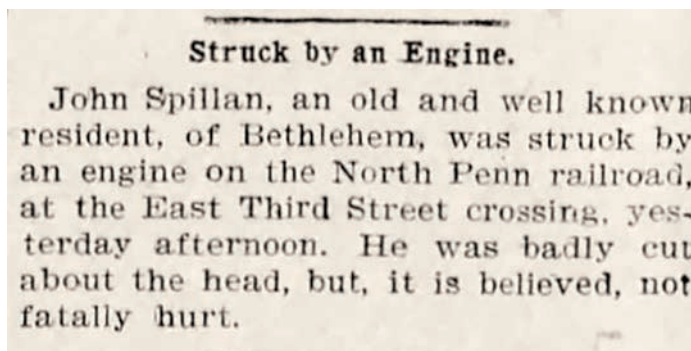 Struck by an Engine.
John Spillan, an old and well known
resident, of Bethlehem, was struck by
an engine on the North Penn railroad,
at the East Third Street crossing, yes-
terday afternoon. He was badly cut
about the head, but, it is believed, not
fatally hurt.